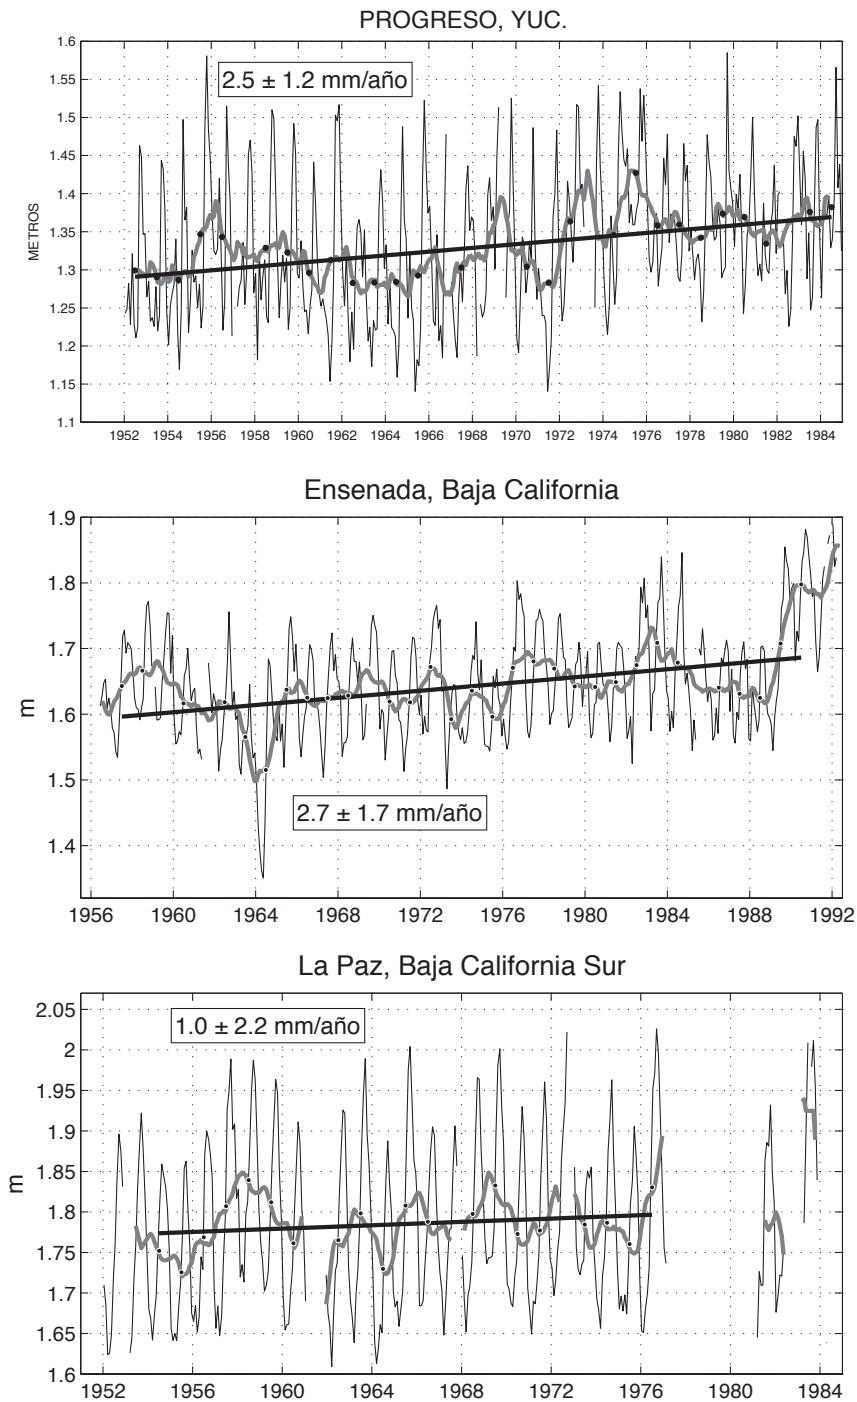 PROGRESO, YUC.
1.6
1.55
1.5
1.45
1.4
1.35
1.3
1.25
1.2
1.15
1.1
METROS
2.5 ± 1.2 mm/año
1952 1954 1956 1958 1960 1962 1964 1966 1968 1970 1972 1974 1976 1978 1980 1982 1984
Ensenada, Baja California
1.9
1.8
1.7
1.6
1.5
1.4
m
2.7 ± 1.7 mm/año
1956 1960 1964 1968 1972 1976 1980 1984 1988 1992
La Paz, Baja California Sur
2.05
2
1.95
1.9
1.85
1.8
1.75
1.7
1.65
1.6
m
1.0 ± 2.2 mm/año
1952 1956 1960 1964 1968 1972 1976 1980 1984